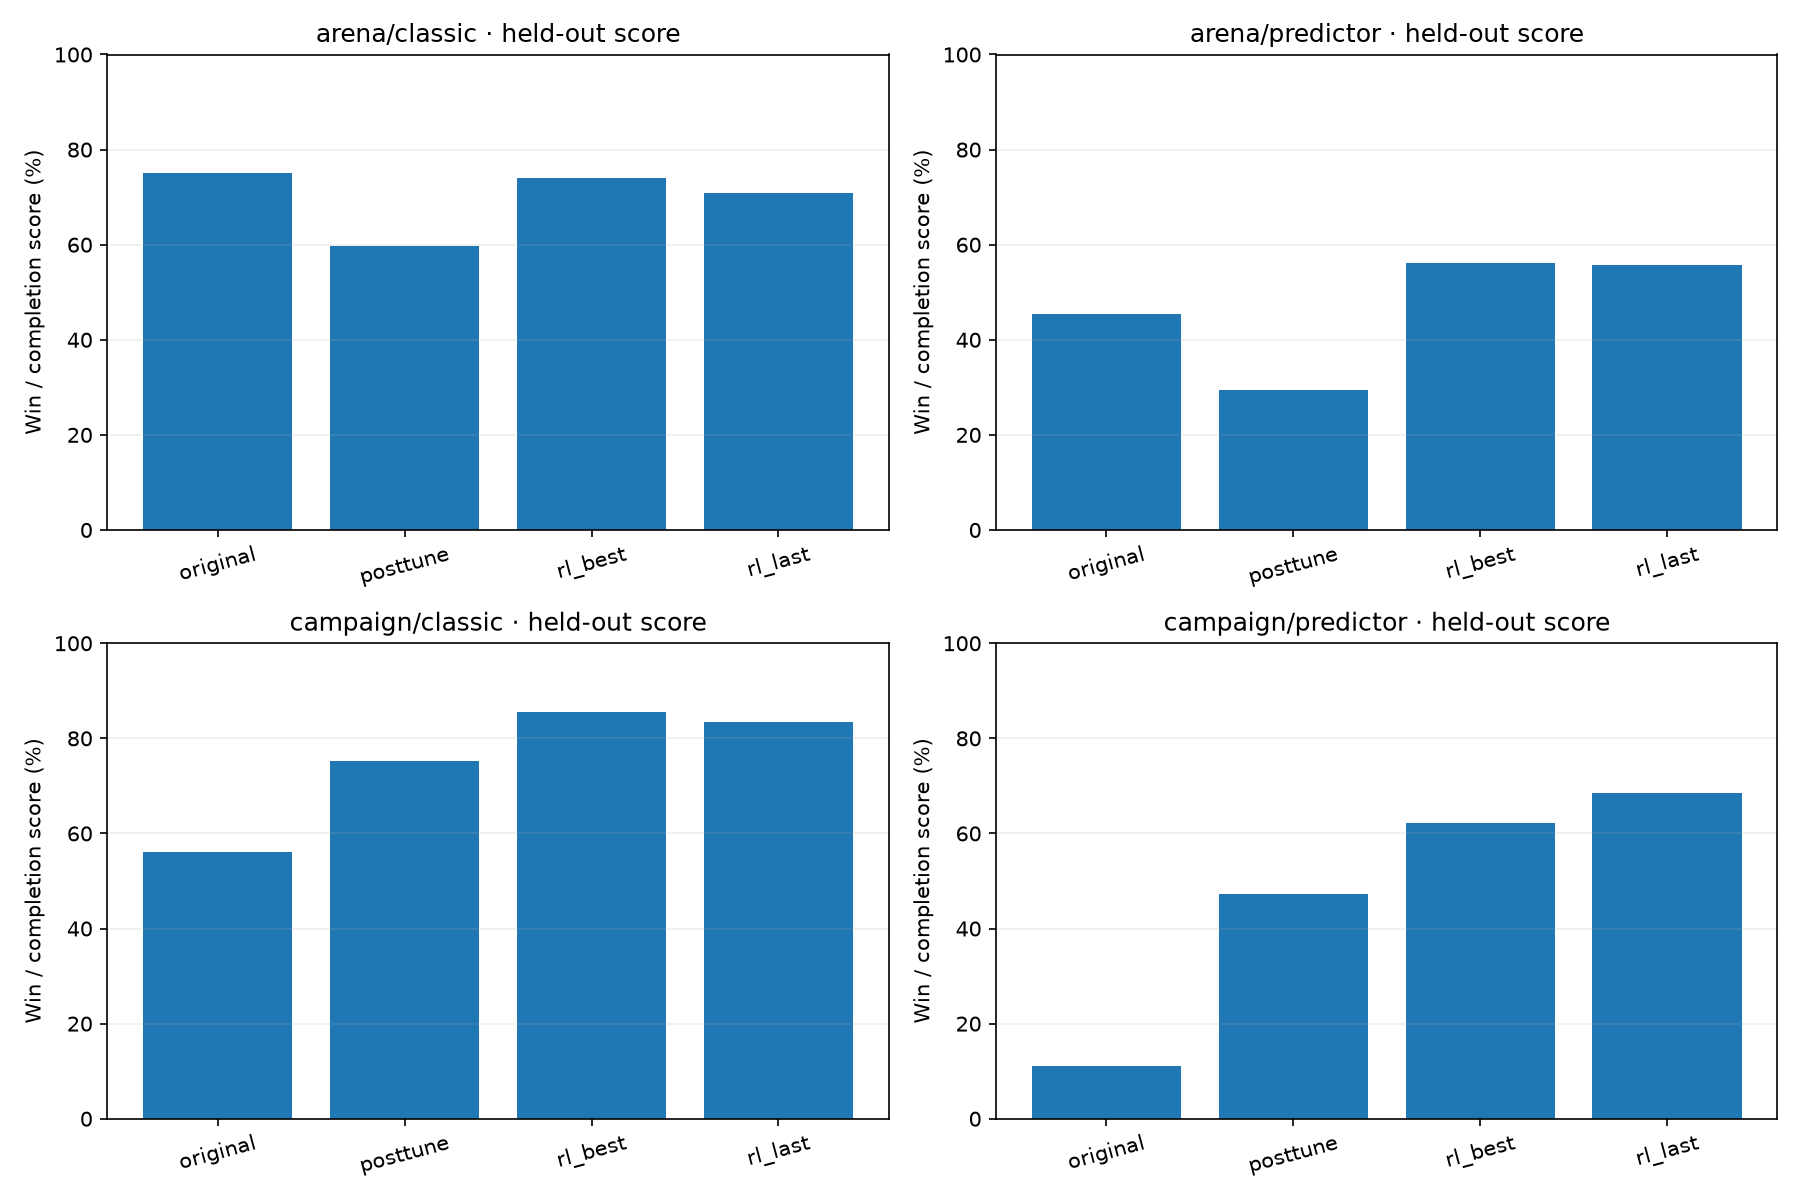 arena/classic · held-out score
Win / completion score (%)
100
80
60
40
20
0
original posttune rl_best rl_last
arena/predictor · held-out score
Win / completion score (%)
100
80
60
40
20
0
original posttune rl_best rl_last
campaign/classic · held-out score
Win / completion score (%)
100
80
60
40
20
0
original posttune rl_best rl_last
campaign/predictor · held-out score
Win / completion score (%)
100
80
60
40
20
0
original posttune rl_best rl_last